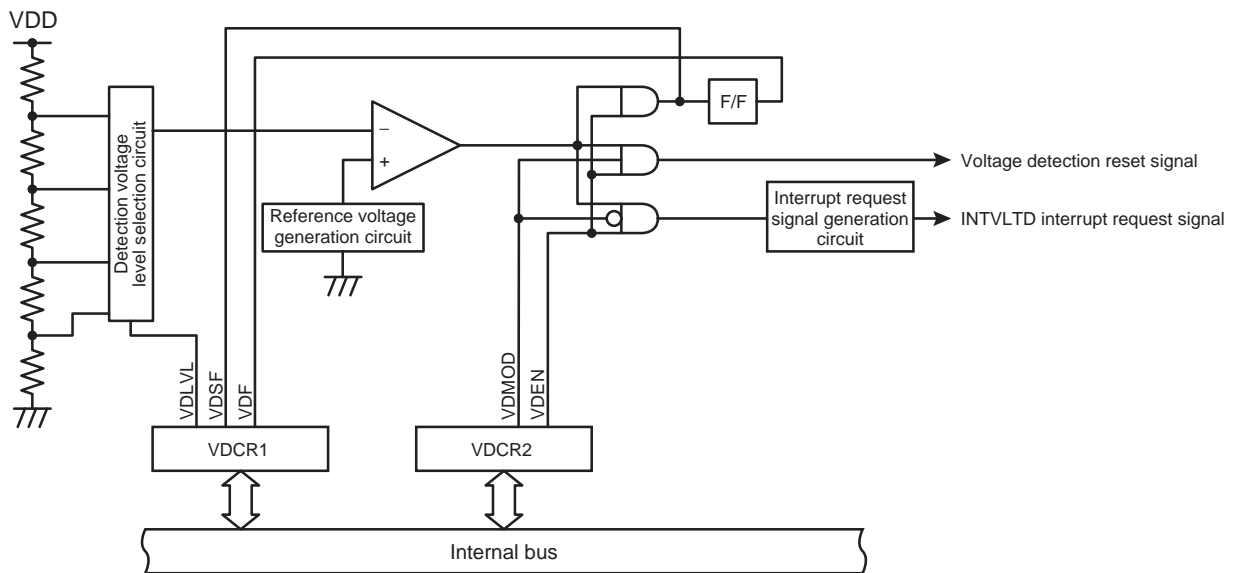 VDD
Detection voltage
level selection circuit
−
+
Reference voltage
generation circuit
F/F
Voltage detection reset signal
Interrupt request
signal generation
circuit
INTVLTD interrupt request signal
VDLVL
VDSF
VDF
VDMOD
VDEN
VDCR1
VDCR2
Internal bus